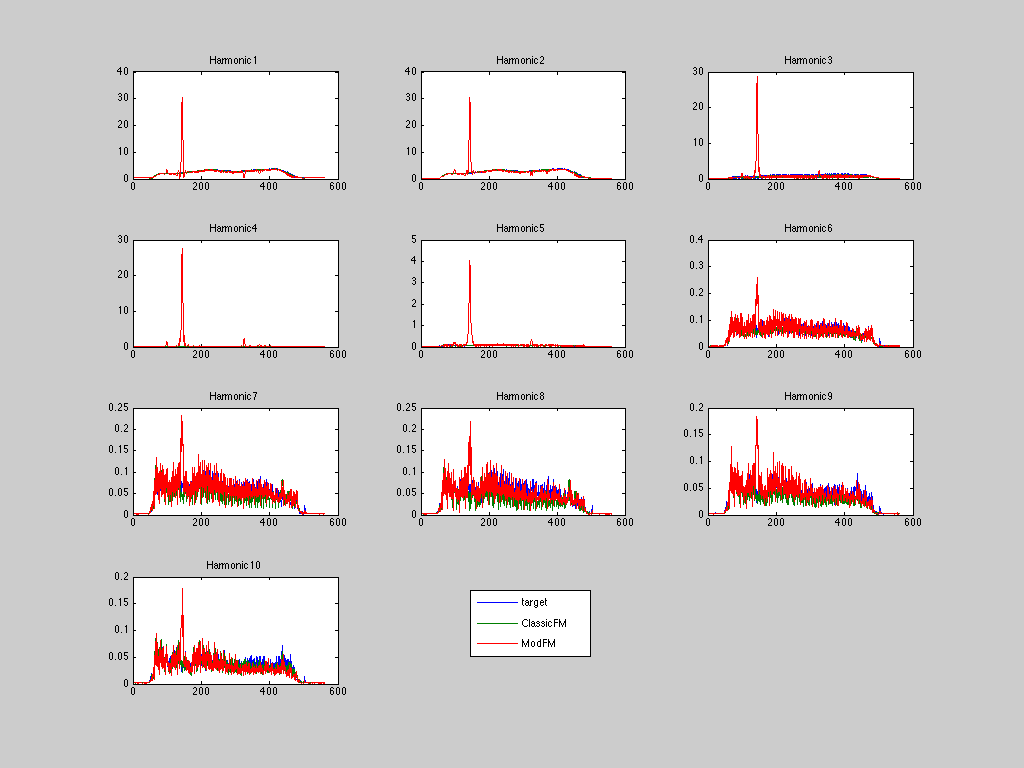 Harmonic1
40
30
20
10
0
0 200 400 600
Harmonic2
40
30
20
10
0
0 200 400 600
Harmonic3
30
20
10
0
0 200 400 600
Harmonic4
30
20
10
0
0 200 400 600
Harmonic5
5
4
3
2
1
0
0 200 400 600
Harmonic6
0.4
0.3
0.2
0.1
0
0 200 400 600
Harmonic7
0.25
0.2
0.15
0.1
0.05
0
0 200 400 600
Harmonic8
0.25
0.2
0.15
0.1
0.05
0
0 200 400 600
Harmonic9
0.2
0.15
0.1
0.05
0
0 200 400 600
Harmonic10
0.2
0.15
0.1
0.05
0
0 200 400 600
target
ClassicFM
ModFM